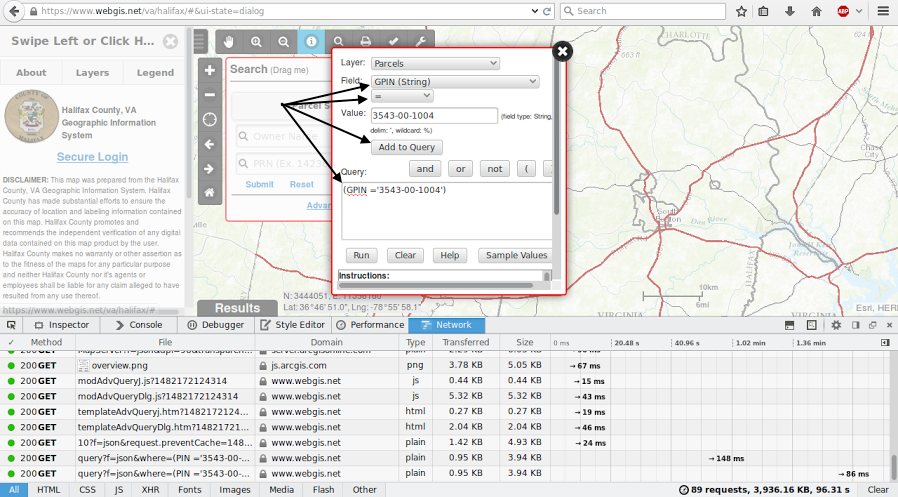 https://www.webgis.net/va/halifax/#&ui-state=dialog
Search
ABP
Swipe Left or Click H...
About
Layers
Legend
Halifax County, VA
Geographic Information
System
Secure Login
DISCLAIMER: This map was prepared from the Halifax
County, VA Geographic Information System. Halifax
County has made substantial efforts to ensure the
accuracy of location and labeling information contained
on this map. Halifax County promotes and
recommends the independent verification of any digital
data contained on this map product by the user.
Halifax County makes no warranty or other assertion as
to the fitness of the maps for any particular purpose
and neither Halifax County nor it's agents or
employees shall be liable for any claim alleged to have
resulted from any use thereof.
https://www.webgis.net/va/halifax/#
Search (Drag me)
Parcel S
Owner Name
PRN (Ex. 1423
Submit
Reset
Advan
Results
N: 3444051, E:
Lat: 36°46' 51.0", Lon: -78°55' 58.1"
Layer:
Parcels
Field:
GPIN (String)
=
Value:
3543-00-1004
(field type: String,
delim: ', wildcard: %)
Add to Query
Query:
and
or
not
(
(GPIN ='3543-00-1004')
Run
Clear
Help
Sample Values
Instructions:
CHARLOTTE
663 ft
624 ft
Chase
City
South
Boston
Dan River
HALIFAX
10km
6mi
VIRGINIA
VIRGINIA
Esri, HERE
Inspector
Console
Debugger
Style Editor
Performance
Network
Method
File
Domain
Type
Transferred
Size
0 ms
20.48 s
40.96 s
1.02 min
1.36 min
200 GET overview.png js.arcgis.com png 3.78 KB 5.05 KB → 67 ms
200 GET modAdvQueryJ.js?1482172124314 www.webgis.net js 0.44 KB 0.44 KB → 15 ms
200 GET modAdvQueryDlg.js?1482172124314 www.webgis.net js 5.32 KB 5.32 KB → 43 ms
200 GET templateAdvQueryj.htm?1482172124... www.webgis.net html 0.27 KB 0.27 KB → 19 ms
200 GET templateAdvQueryDlg.htm?14821721... www.webgis.net html 2.04 KB 2.04 KB → 46 ms
200 GET 10?f=json&request.preventCache=148... www.webgis.net plain 1.42 KB 4.93 KB → 24 ms
200 GET query?f=json&where=(PIN ='3543-00-... www.webgis.net plain 0.95 KB 3.94 KB → 148 ms
200 GET query?f=json&where=(PIN ='3543-00-... www.webgis.net plain 0.95 KB 3.94 KB → 86 ms
All
HTML
CSS
JS
XHR
Fonts
Images
Media
Flash
Other
89 requests, 3,936.16 KB, 96.31 s
Clear